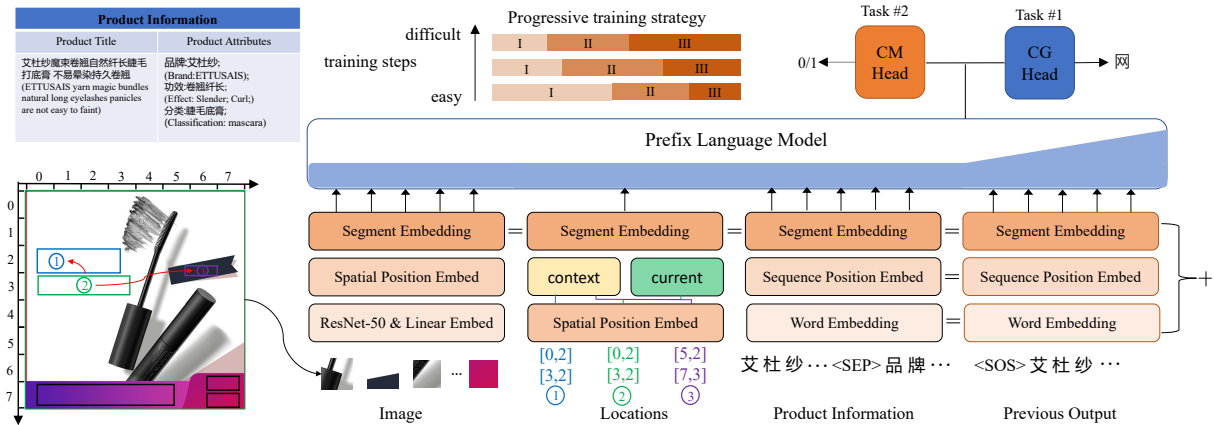 Product Information
Product Title
Product Attributes
艾杜纱魔束卷翘自然纤长睫毛
打底膏 不易晕染持久卷翘
(ETTUSAIS yarn magic bundles
natural long eyelashes panicles
are not easy to faint)
品牌:艾杜纱;
(Brand:ETTUSAIS);
功效:卷翘纤长;
(Effect: Slender; Curl;)
分类:睫毛底膏;
(Classification: mascara)
Progressive training strategy
difficult
training steps
easy
I II III
I II III
I II III
Task #2
Task #1
0/1
CM
Head
CG
Head
网
Prefix Language Model
0 1 2 3 4 5 6 7
0
1
2
3
4
5
6
7
1
2
3
Segment Embedding = Segment Embedding = Segment Embedding = Segment Embedding
Spatial Position Embed
context
current
Sequence Position Embed = Sequence Position Embed
+
ResNet-50 & Linear Embed
Spatial Position Embed
Word Embedding = Word Embedding
...
[0,2] [0,2] [5,2]
[3,2] [3,2] [7,3]
1 2 3
艾杜纱···<SEP>品牌···
<SOS>艾杜纱···
Image
Locations
Product Information
Previous Output